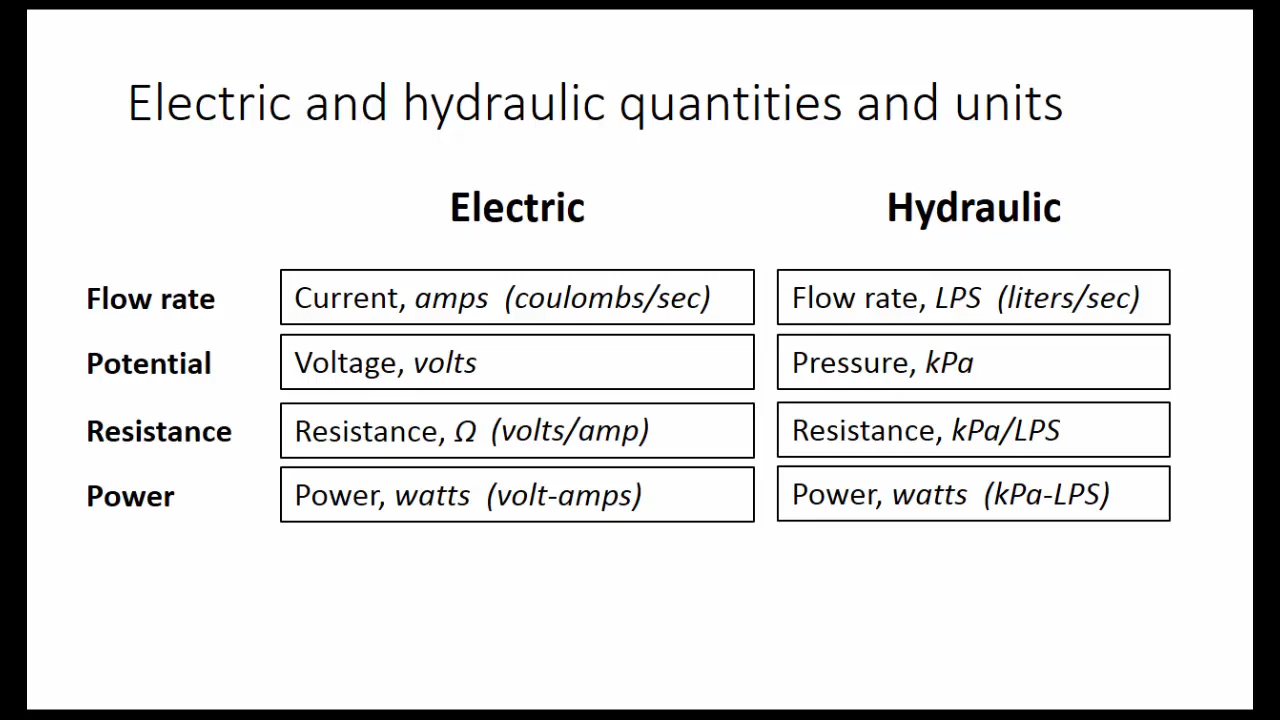 Electric and hydraulic quantities and units
Electric Hydraulic
Flow rate Current, amps (coulombs/sec) Flow rate, LPS (liters/sec)
Potential Voltage, volts Pressure, kPa
Resistance Resistance, Ω (volts/amp) Resistance, kPa/LPS
Power Power, watts (volt-amps) Power, watts (kPa-LPS)